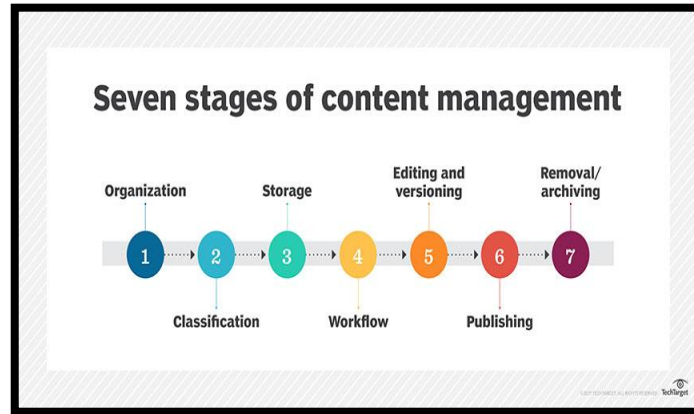 Seven stages of content management
Organization
1
Classification
2
Storage
3
Workflow
4
Editing and
versioning
5
Publishing
6
Removal/
archiving
7
TechTarget